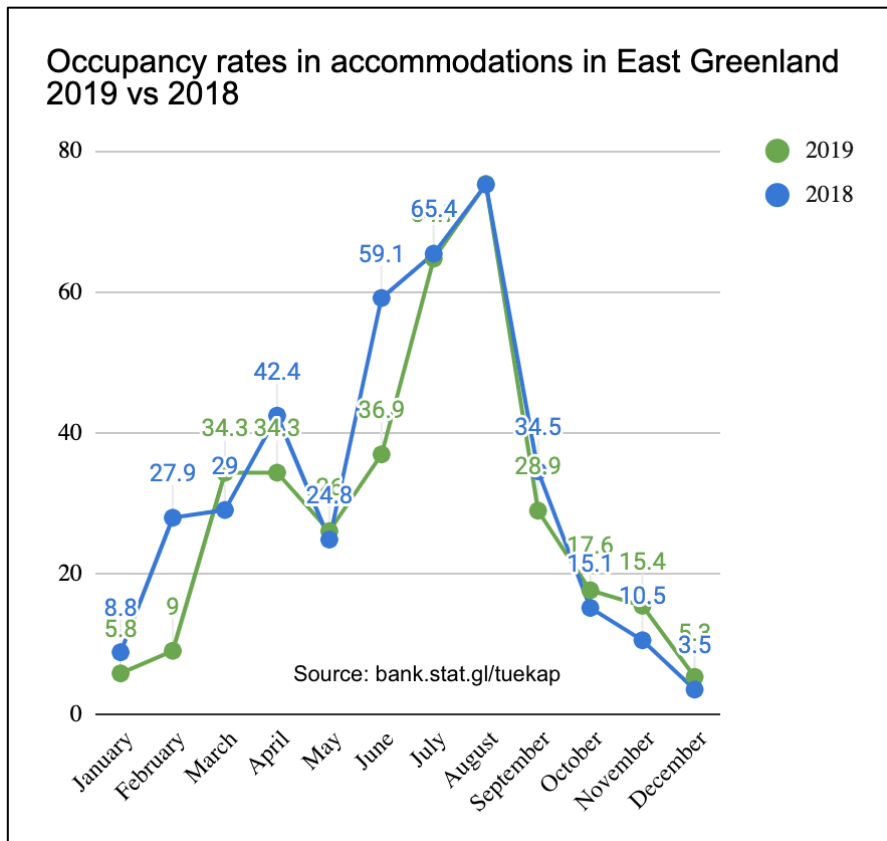 Occupancy rates in accommodations in East Greenland
2019 vs 2018
80
60
40
20
0
2019
2018
8.8
5.8
27.9
9
34.3
29
42.4
34.3
26
24.8
59.1
36.9
65.4
34.5
28.9
17.6
15.1
15.4
10.5
5.3
3.5
Source: bank.stat.gl/tuekap
January
February
March
April
May
June
July
August
September
October
November
December